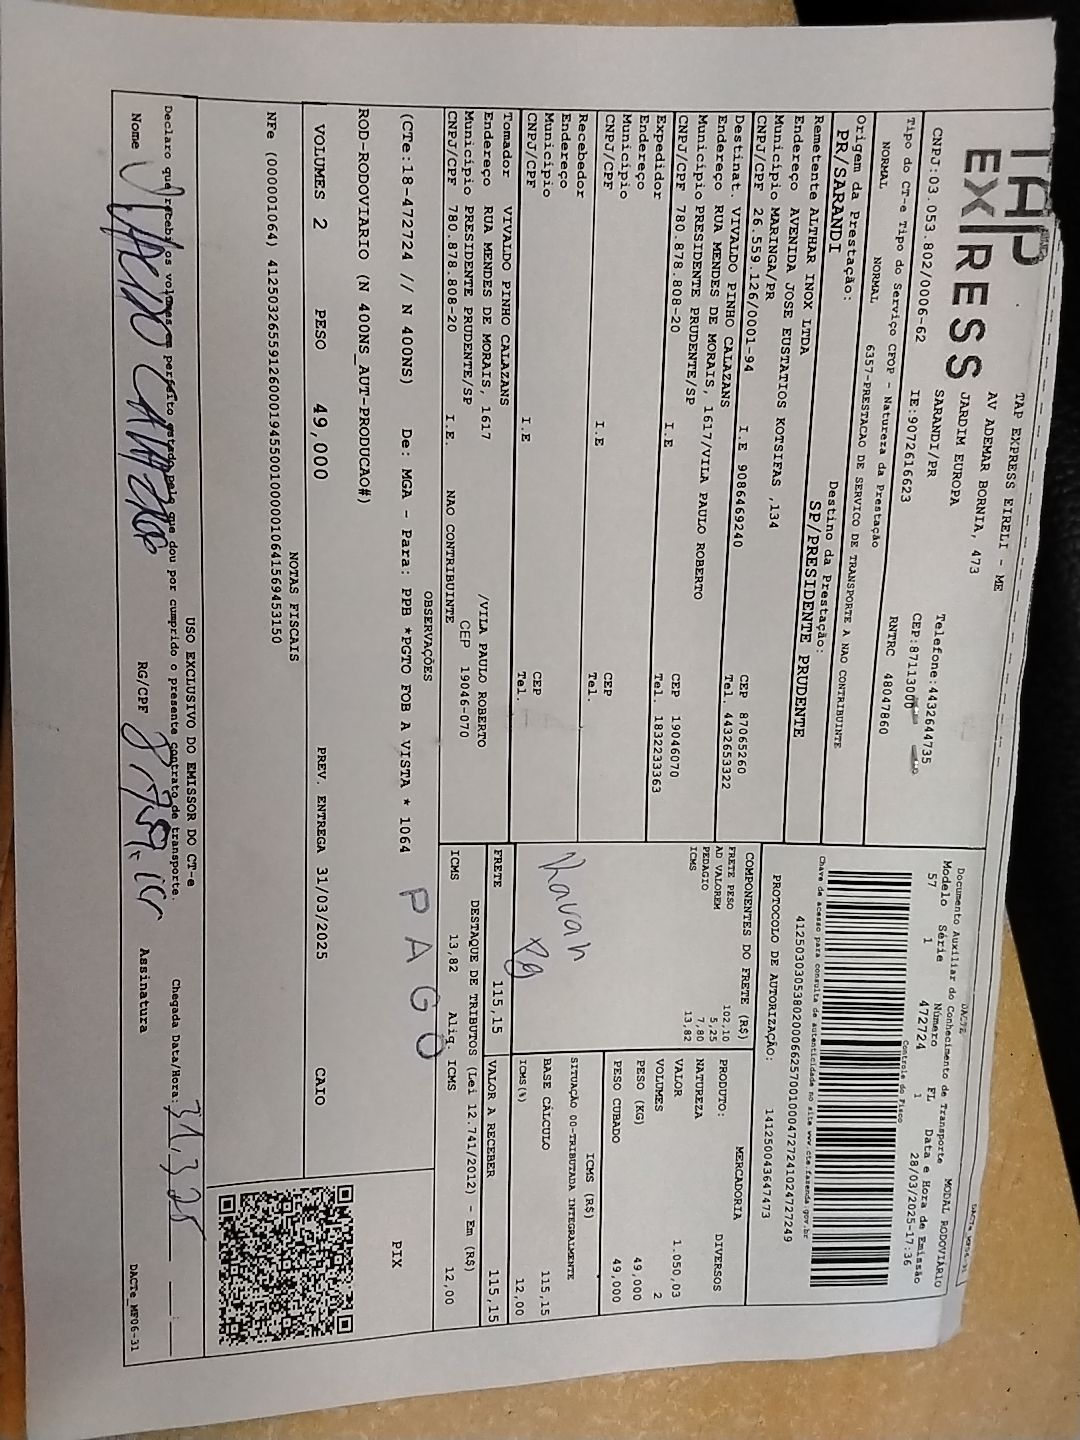 TAP
EXPRESS
TAP EXPRESS EIRELI - ME
AV ADEMAR BORNIA, 473
JARDIM EUROPA
SARANDI/PR
Telefone:4432644735
CNPJ:03.053.802/0006-62
IE:9072616623
CEP:87113000
Tipo do CT-e Tipo do Serviço CFOP - Natureza da Prestação
RNTRC 48047860
NORMAL NORMAL 6357-PRESTACAO DE SERVICO DE TRANSPORTE A NAO CONTRIBUINTE
Origem da Prestação:
PR/SARANDI
Destino da Prestação:
SP/PRESIDENTE PRUDENTE
DACTE
Documento Auxiliar do Conhecimento de Transporte MODAL RODOVIÁRIO
Modelo Série Número FL Data e Hora de Emissão
57 1 472724 1 28/03/2025-17:36
Controle do Fisco
Chave de acesso para consulta de autenticidade no site www.cte.fazenda.gov.br
41250303053802000662570010004727241024727249
PROTOCOLO DE AUTORIZAÇÃO: 141250043647473
Remetente ALTHAR INOX LTDA
Endereço AVENIDA JOSE EUSTATIOS KOTSIFAS ,134
Município MARINGA/PR CEP 87065260
CNPJ/CPF 26.559.126/0001-94 I.E 9086469240 Tel. 4432653322
Destinat. VIVALDO PINHO CALAZANS
Endereço RUA MENDES DE MORAIS, 1617/VILA PAULO ROBERTO
Município PRESIDENTE PRUDENTE/SP CEP 19046070
CNPJ/CPF 780.878.808-20 I.E Tel. 1832233363
Expedidor
Endereço
Município CEP
CNPJ/CPF I.E Tel.
Recebedor
Endereço
Município CEP
CNPJ/CPF I.E Tel.
Tomador VIVALDO PINHO CALAZANS
Endereço RUA MENDES DE MORAIS, 1617 /VILA PAULO ROBERTO
Município PRESIDENTE PRUDENTE/SP CEP 19046-070
CNPJ/CPF 780.878.808-20 I.E. NAO CONTRIBUINTE
COMPONENTES DO FRETE (R$)
FRETE PESO 102,10
AD VALOREM 5,25
PEDAGIO 7,80
ICMS 13,82
Pg
FRETE 115,15
MERCADORIA
PRODUTO: DIVERSOS
NATUREZA
VALOR 1.050,03
VOLUMES 2
PESO (KG) 49,000
PESO CUBADO 49,000
ICMS (R$)
SITUAÇÃO 00-TRIBUTADA INTEGRALMENTE
BASE CÁLCULO 115,15
ICMS(%) 12,00
VALOR A RECEBER 115,15
DESTAQUE DE TRIBUTOS (Lei 12.741/2012) - Em (R$)
ICMS 13,82 Aliq. ICMS 12,00
OBSERVAÇÕES
(CTe:18-472724 // N 400NS) De: MGA - Para: PPB *PGTO FOB A VISTA * 1064
PAGO
PIX
ROD-RODOVIARIO (N 400NS_AUT-PRODUCAO#)
VOLUMES 2 PESO 49,000 PREV. ENTREGA 31/03/2025 CAIO
NOTAS FISCAIS
NFe (000001064) 41250326559126000194550010000010641569453150
USO EXCLUSIVO DO EMISSOR DO CT-e
Declaro que recebi os volumes em perfeito estado pelo que dou por cumprido o presente contrato de transporte.
Chegada Data/Hora: 31,3,25
Nome
RG/CPF
Assinatura
DACTe_MF06-31